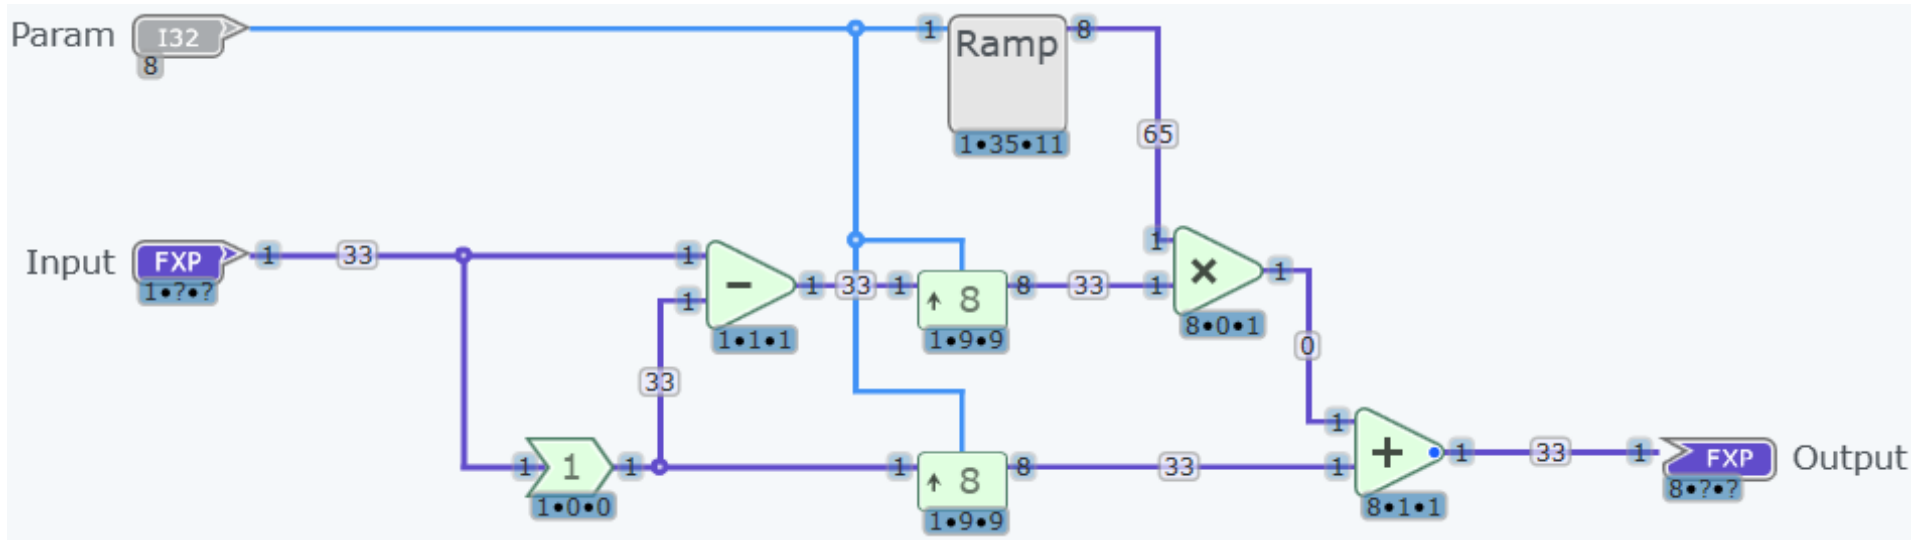 Param I32 1 Ramp 8
8
65
1•35•11
1
Input FXP 1 33 1 − × 1
1•?•? 1 1 33 1 ↑ 8 8 33 1
1•1•1 1•9•9 8•0•1
33 0
1
1 1 1 1 ↑ 8 8 33 1 + 1 33 1 FXP Output
1•0•0 1•9•9 8•1•1 8•?•?